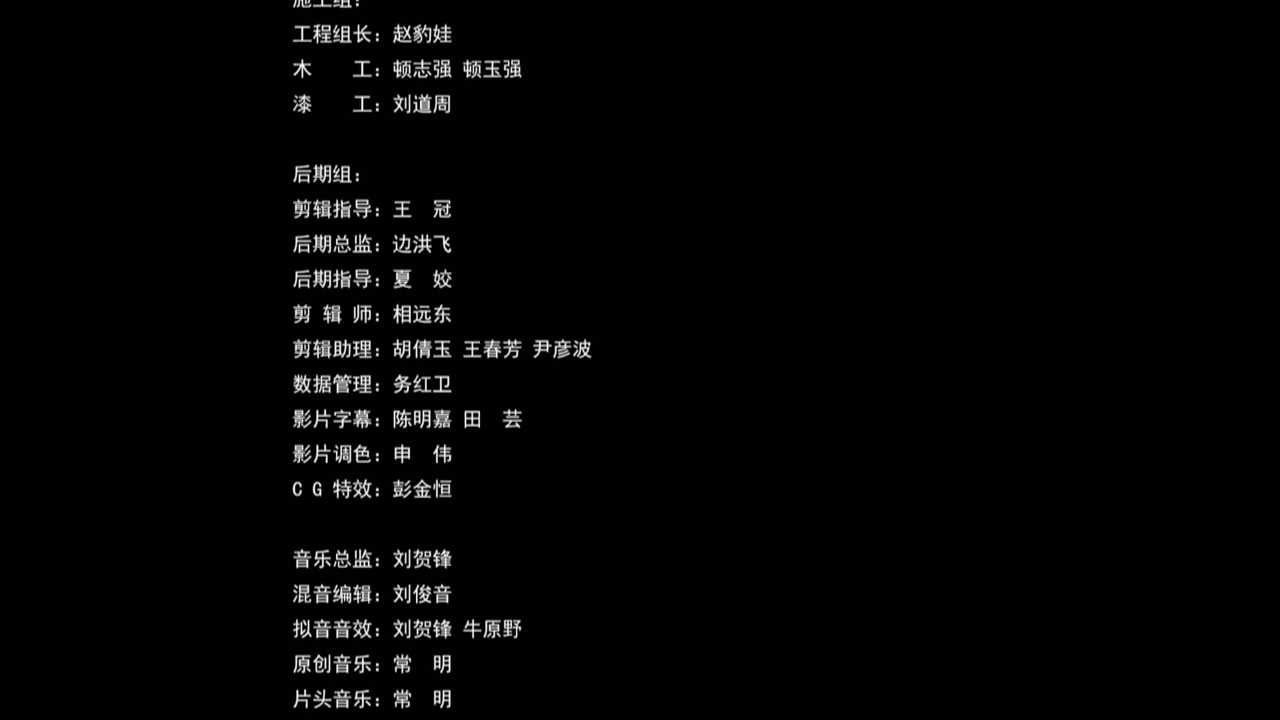 施工组：
工程组长：赵豹娃
木　　工：顿志强 顿玉强
漆　　工：刘道周
后期组：
剪辑指导：王　冠
后期总监：边洪飞
后期指导：夏　姣
剪 辑 师：相远东
剪辑助理：胡倩玉 王春芳 尹彦波
数据管理：务红卫
影片字幕：陈明嘉 田　芸
影片调色：申　伟
C G 特效：彭金恒
音乐总监：刘贺锋
混音编辑：刘俊音
拟音音效：刘贺锋 牛原野
原创音乐：常　明
片头音乐：常　明